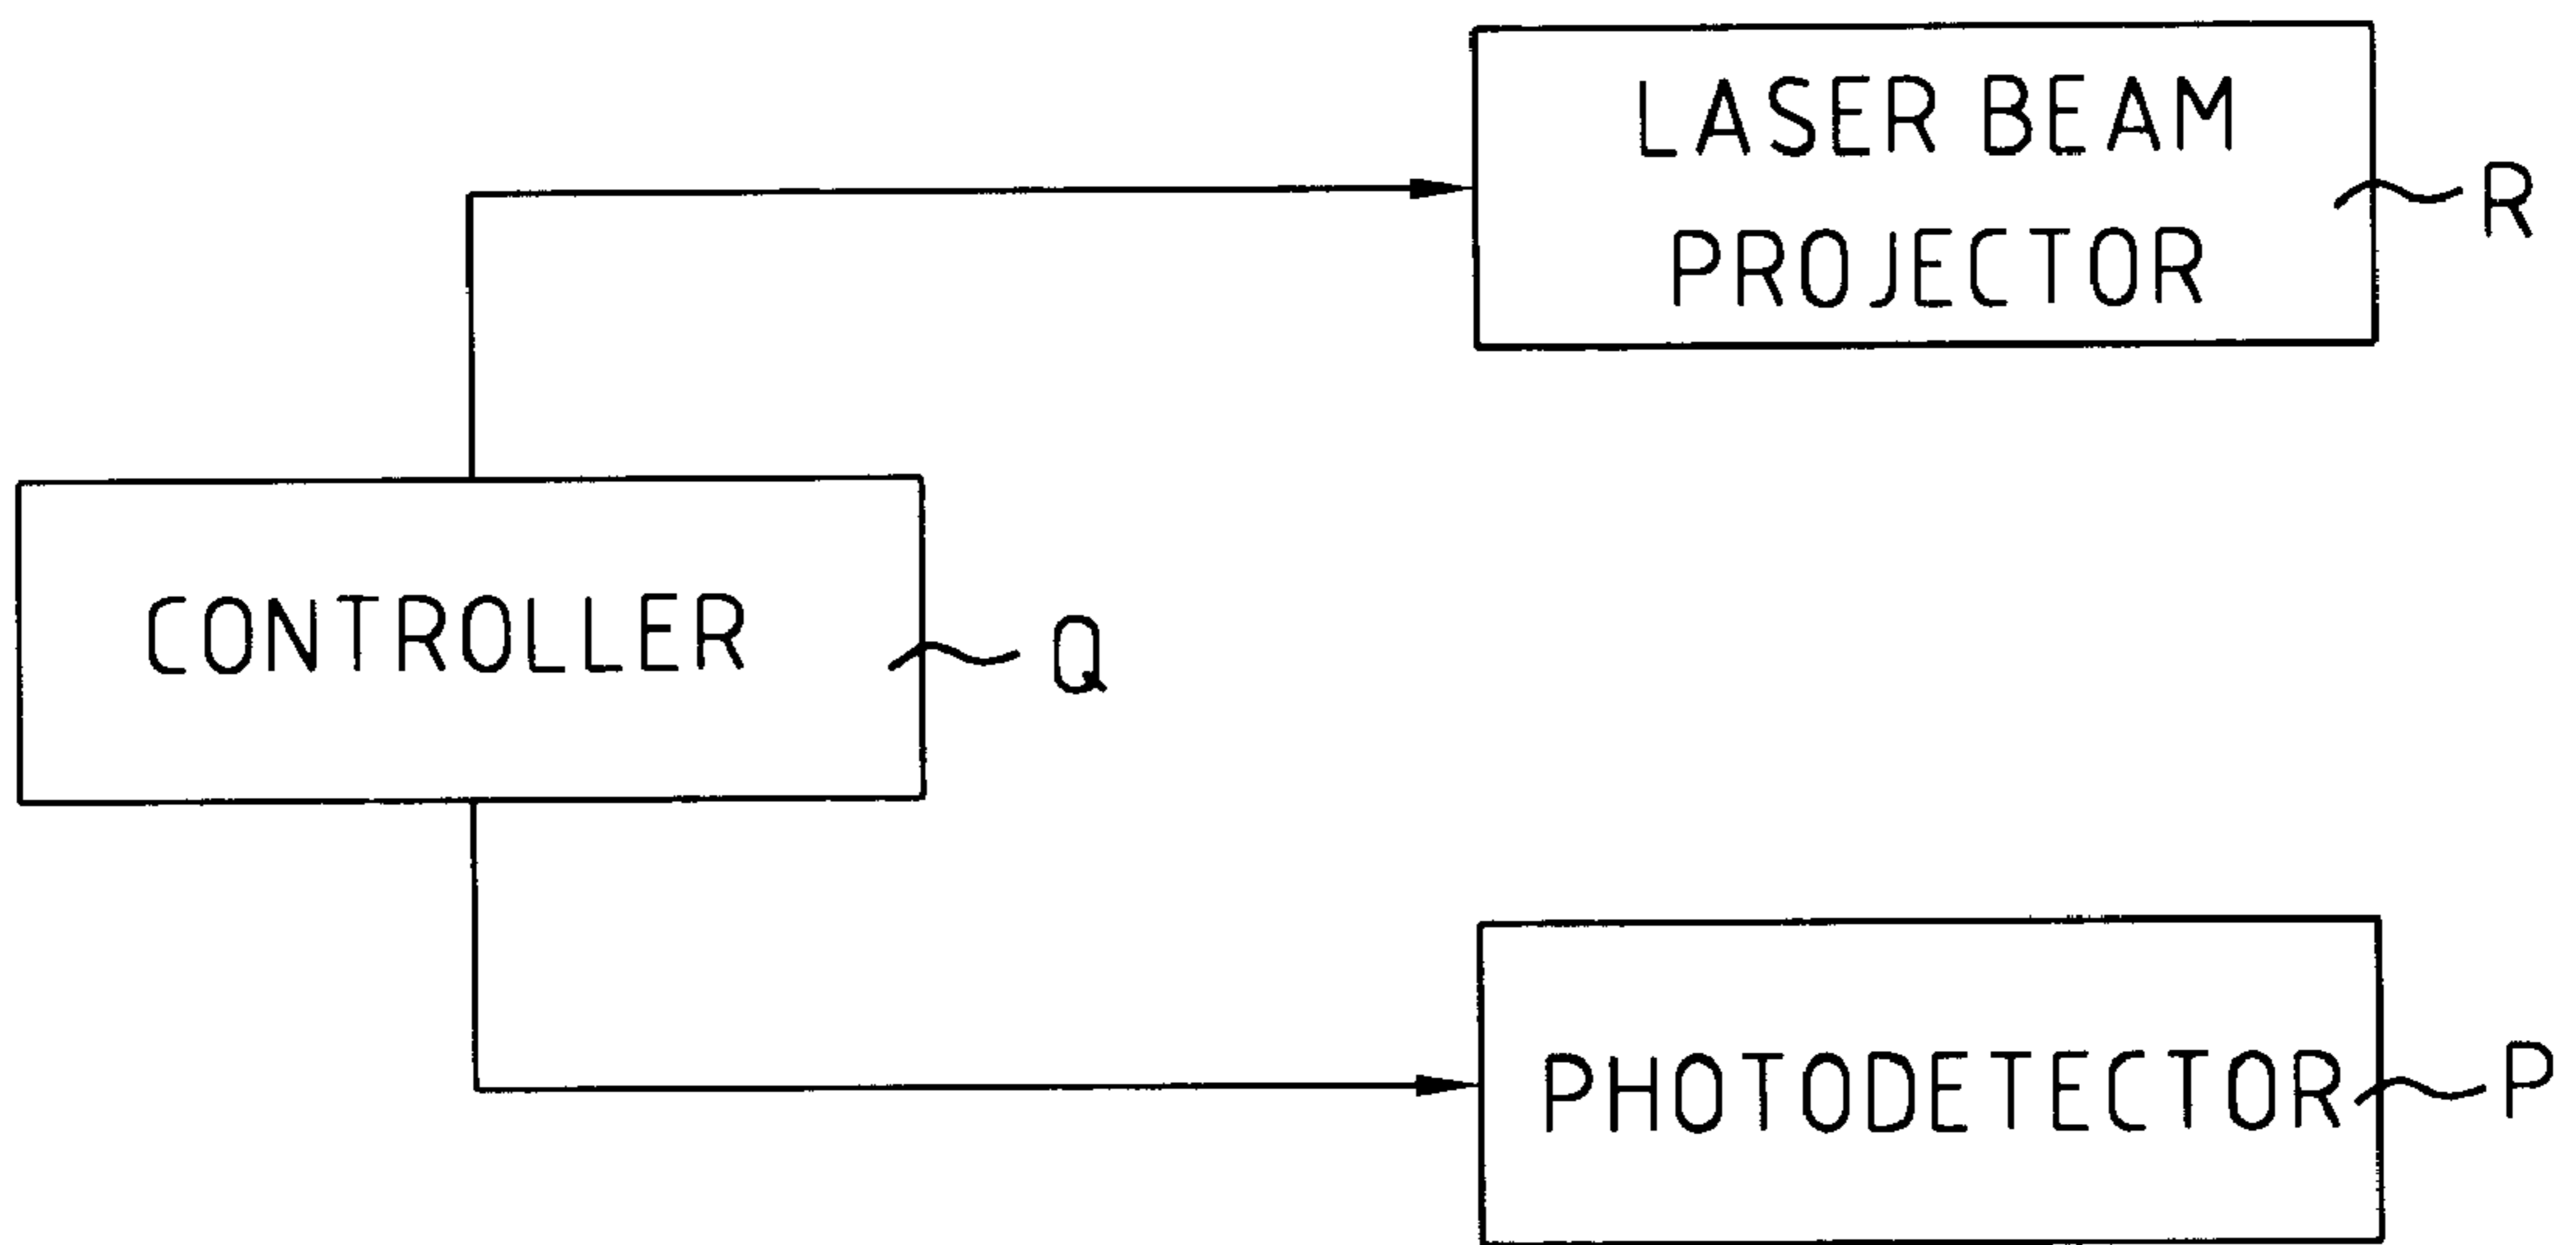 LASER BEAM
PROJECTOR
R
CONTROLLER
Q
PHOTODETECTOR
P